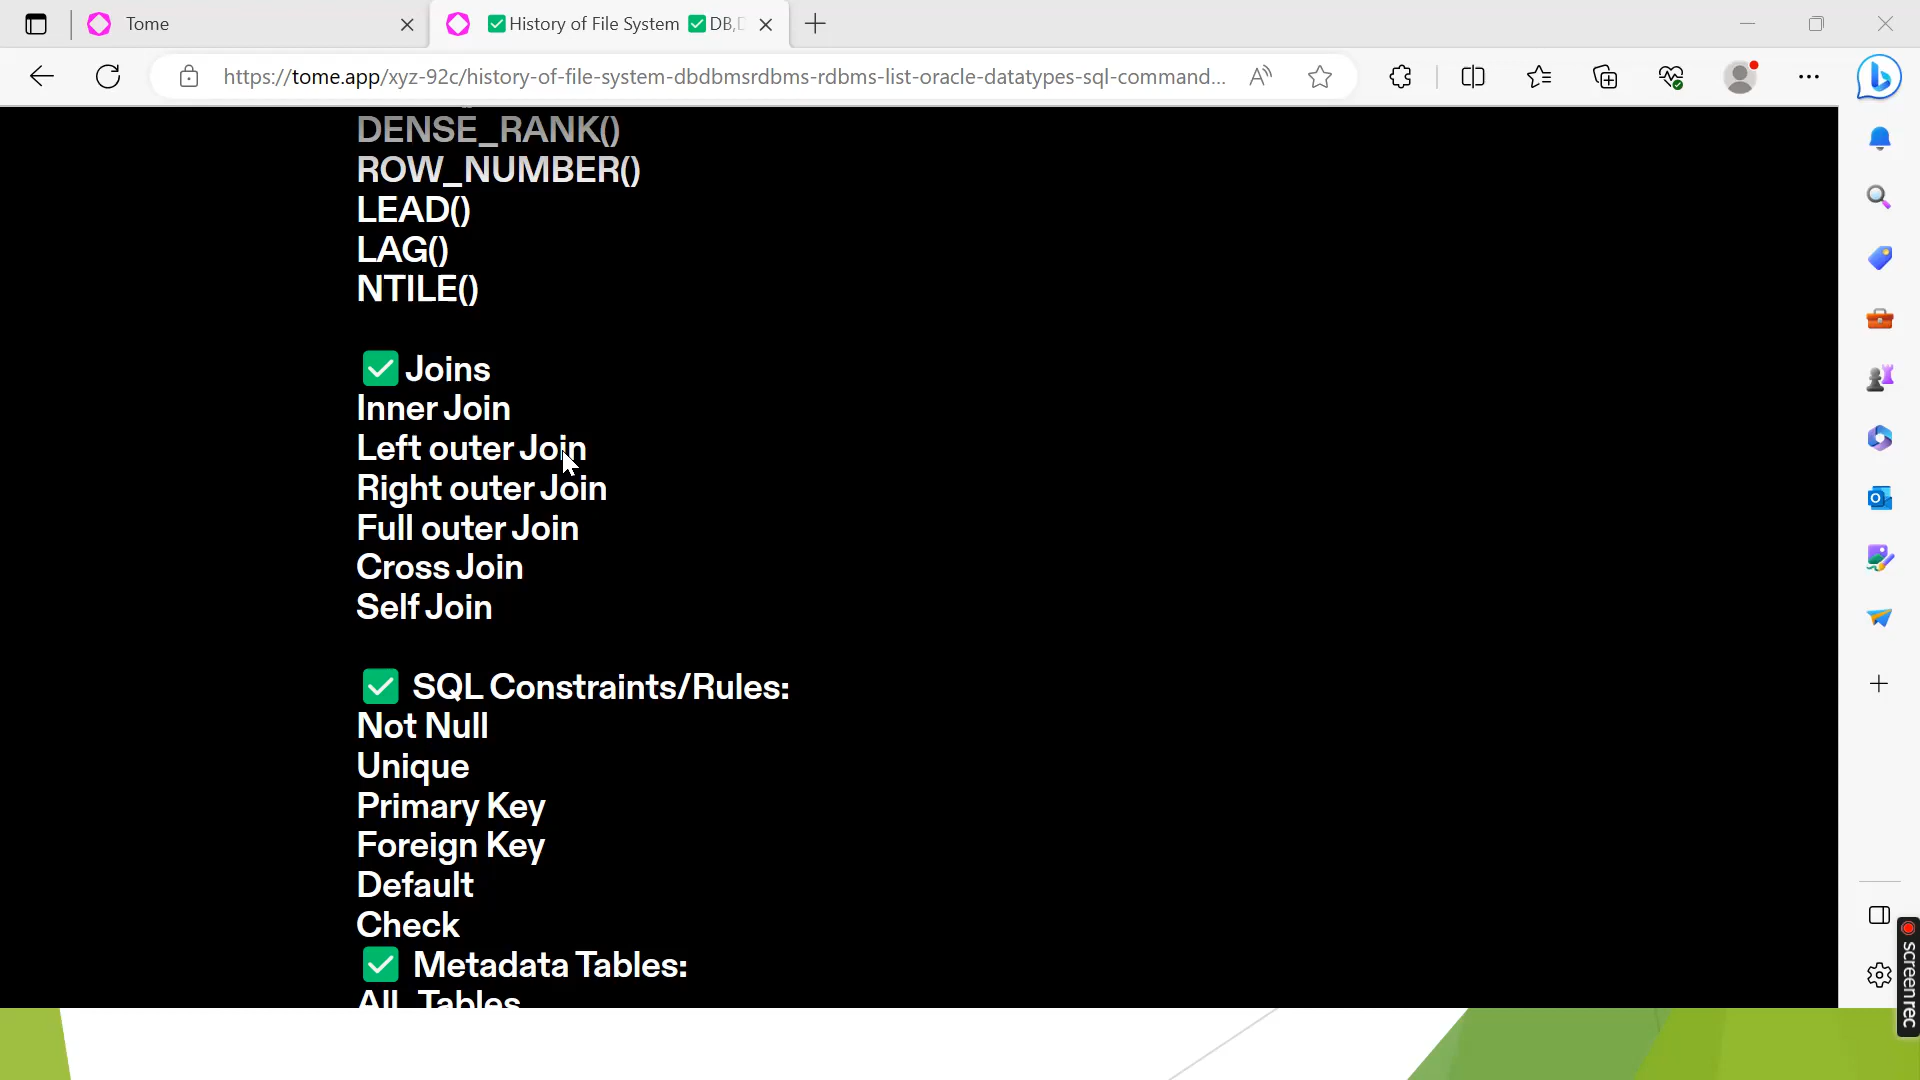 Tome
✅History of File System ✅DB,D
https://tome.app/xyz-92c/history-of-file-system-dbdbmsrdbms-rdbms-list-oracle-datatypes-sql-command...
DENSE_RANK()
ROW_NUMBER()
LEAD()
LAG()
NTILE()
✅Joins
Inner Join
Left outer Join
Right outer Join
Full outer Join
Cross Join
Self Join
✅ SQL Constraints/Rules:
Not Null
Unique
Primary Key
Foreign Key
Default
Check
✅ Metadata Tables:
All_Tables
screenrec